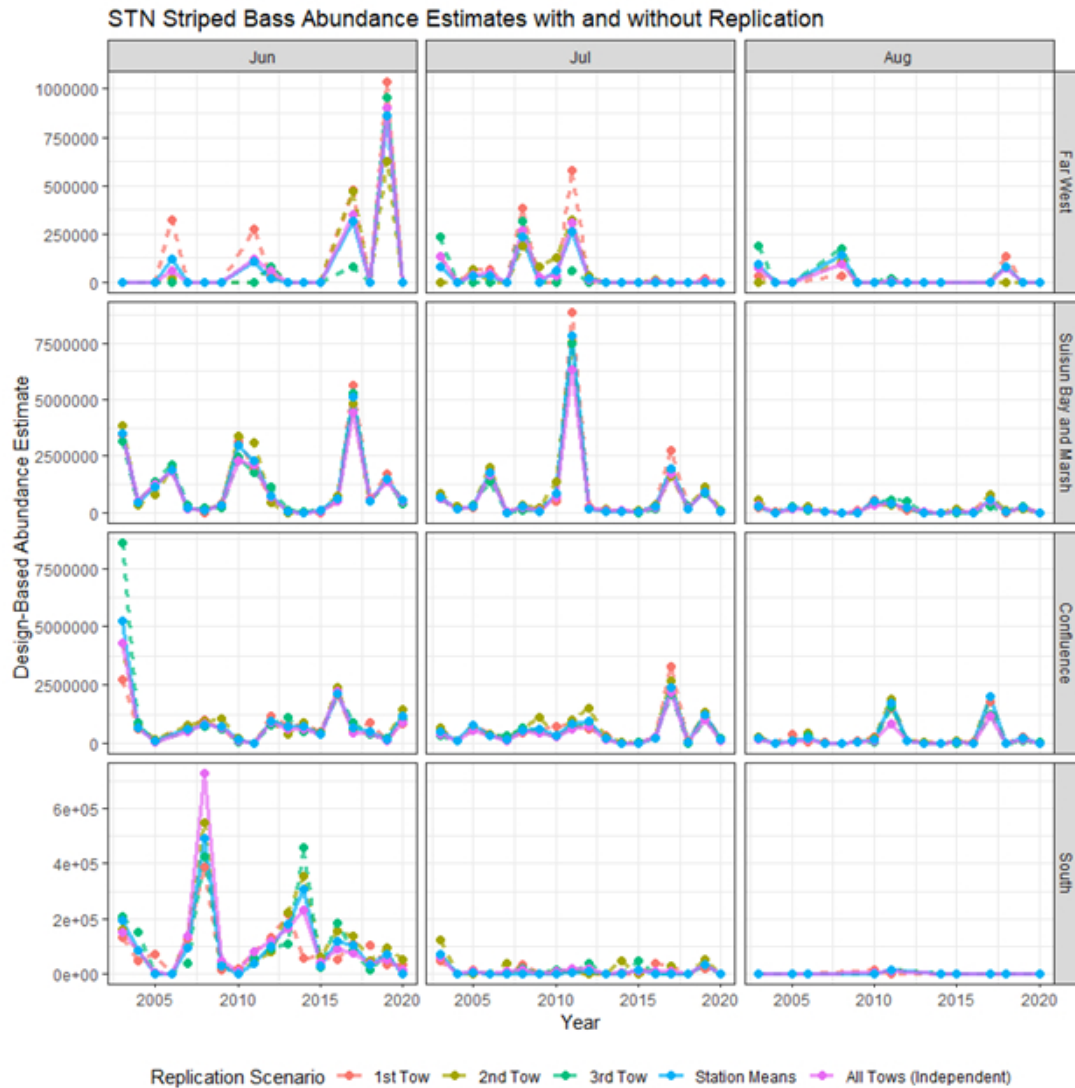 STN Striped Bass Abundance Estimates with and without Replication
Jun
Jul
Aug
1000000
750000
500000
250000
0
Far West
7500000
5000000
2500000
0
Suisun Bay and Marsh
7500000
5000000
2500000
0
Confluence
6e+05
4e+05
2e+05
0e+00
South
Design-Based Abundance Estimate
2005 2010 2015 2020
2005 2010 2015 2020
2005 2010 2015 2020
Year
Replication Scenario 1st Tow 2nd Tow 3rd Tow Station Means All Tows (Independent)